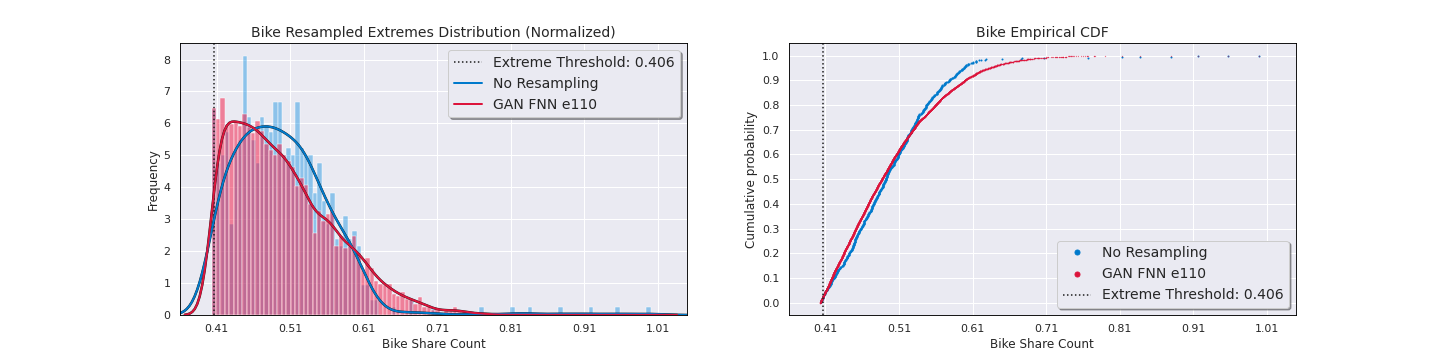 Bike Resampled Extremes Distribution (Normalized)
Frequency
8
7
6
5
4
3
2
1
0
Extreme Threshold: 0.406
No Resampling
GAN FNN e110
0.41 0.51 0.61 0.71 0.81 0.91 1.01
Bike Share Count
Bike Empirical CDF
Cumulative probability
1.0
0.9
0.8
0.7
0.6
0.5
0.4
0.3
0.2
0.1
0.0
No Resampling
GAN FNN e110
Extreme Threshold: 0.406
0.41 0.51 0.61 0.71 0.81 0.91 1.01
Bike Share Count